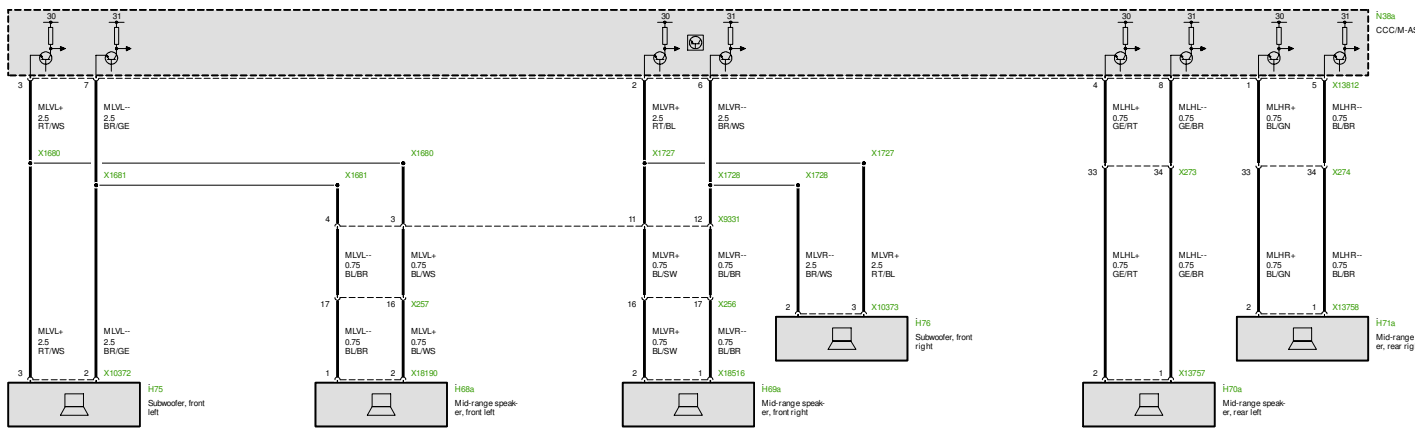 30 31 30 31 30 31 30 31 N38a
CCC/M-AS
3 7 2 6 4 8 1 5 X13812
MLVL+ MLVL-- MLVR+ MLVR-- MLHL+ MLHL-- MLHR+ MLHR--
2.5 2.5 2.5 2.5 0.75 0.75 0.75 0.75
RT/WS BR/GE RT/BL BR/WS GE/RT GE/BR BL/GN BL/BR
X1680 X1680 X1727 X1727
X1681 X1681 X1728 X1728 33 34 X273 33 34 X274
4 3 11 12 X9331
MLVL-- MLVL+ MLVR+ MLVR-- MLVR-- MLVR+ MLHL+ MLHL-- MLHR+ MLHR--
0.75 0.75 0.75 0.75 2.5 2.5 0.75 0.75 0.75 0.75
BL/BR BL/WS BL/SW BL/BR BR/WS RT/BL GE/RT GE/BR BL/GN BL/BR
17 16 X257 16 17 X256 2 3 X10373 2 1 X13758
H76 H71a
Subwoofer, front Mid-range
right er, rear rig
MLVL+ MLVL-- MLVL-- MLVL+ MLVR+ MLVR--
2.5 2.5 0.75 0.75 0.75 0.75
RT/WS BR/GE BL/BR BL/WS BL/SW BL/BR
3 2 X10372 1 2 X18190 2 1 X18516 2 1 X13757
H75 H68a H69a H70a
Subwoofer, front Mid-range speak- Mid-range speak- Mid-range speak-
left er, front left er, front right er, rear left